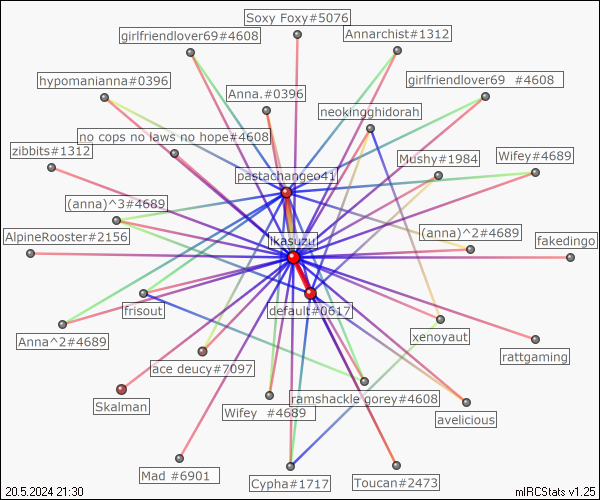 Soxy Foxy#5076
girlfriendlover69#4608
Annarchist#1312
hypomanianna#0396
girlfriendlover69  #4608
Anna.#0396
neokingghidorah
no cops no laws no hope#4608
zibbits#1312
Mushy#1984
Wifey#4689
pastachangeo41
(anna)^3#4689
AlpineRooster#2156
(anna)^2#4689
ikasuzu
fakedingo
frisout
default#0617
Anna^2#4689
xenoyaut
rattgaming
ace deucy#7097
Skalman
ramshackle gorey#4608
Wifey  #4689
avelicious
Mad #6901
Cypha#1717
Toucan#2473
20.5.2024 21:30
mIRCStats v1.25